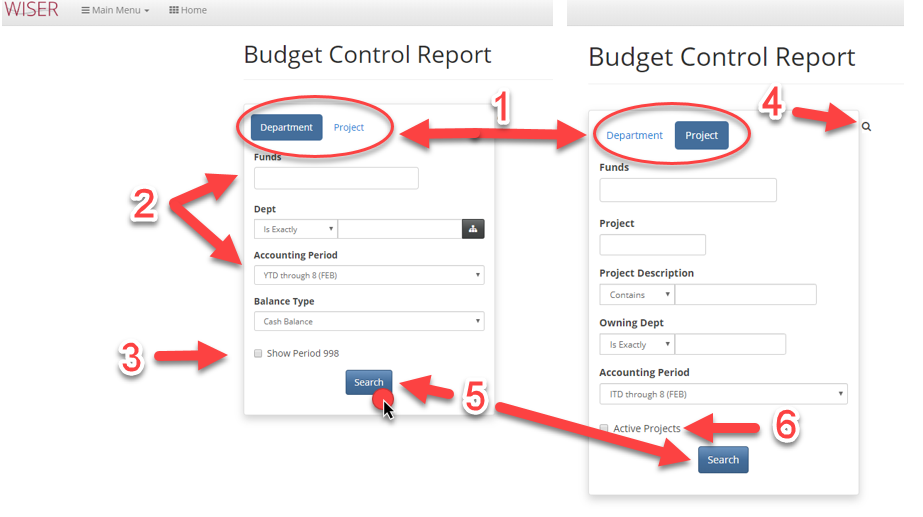 WISER
Main Menu
Home
Budget Control Report
Department
Project
Funds
Dept
Is Exactly
Accounting Period
YTD through 8 (FEB)
Balance Type
Cash Balance
Show Period 998
Search
1
2
3
Budget Control Report
4
Department
Project
Funds
Project
Project Description
Contains
Owning Dept
Is Exactly
Accounting Period
ITD through 8 (FEB)
Active Projects
Search
5
6